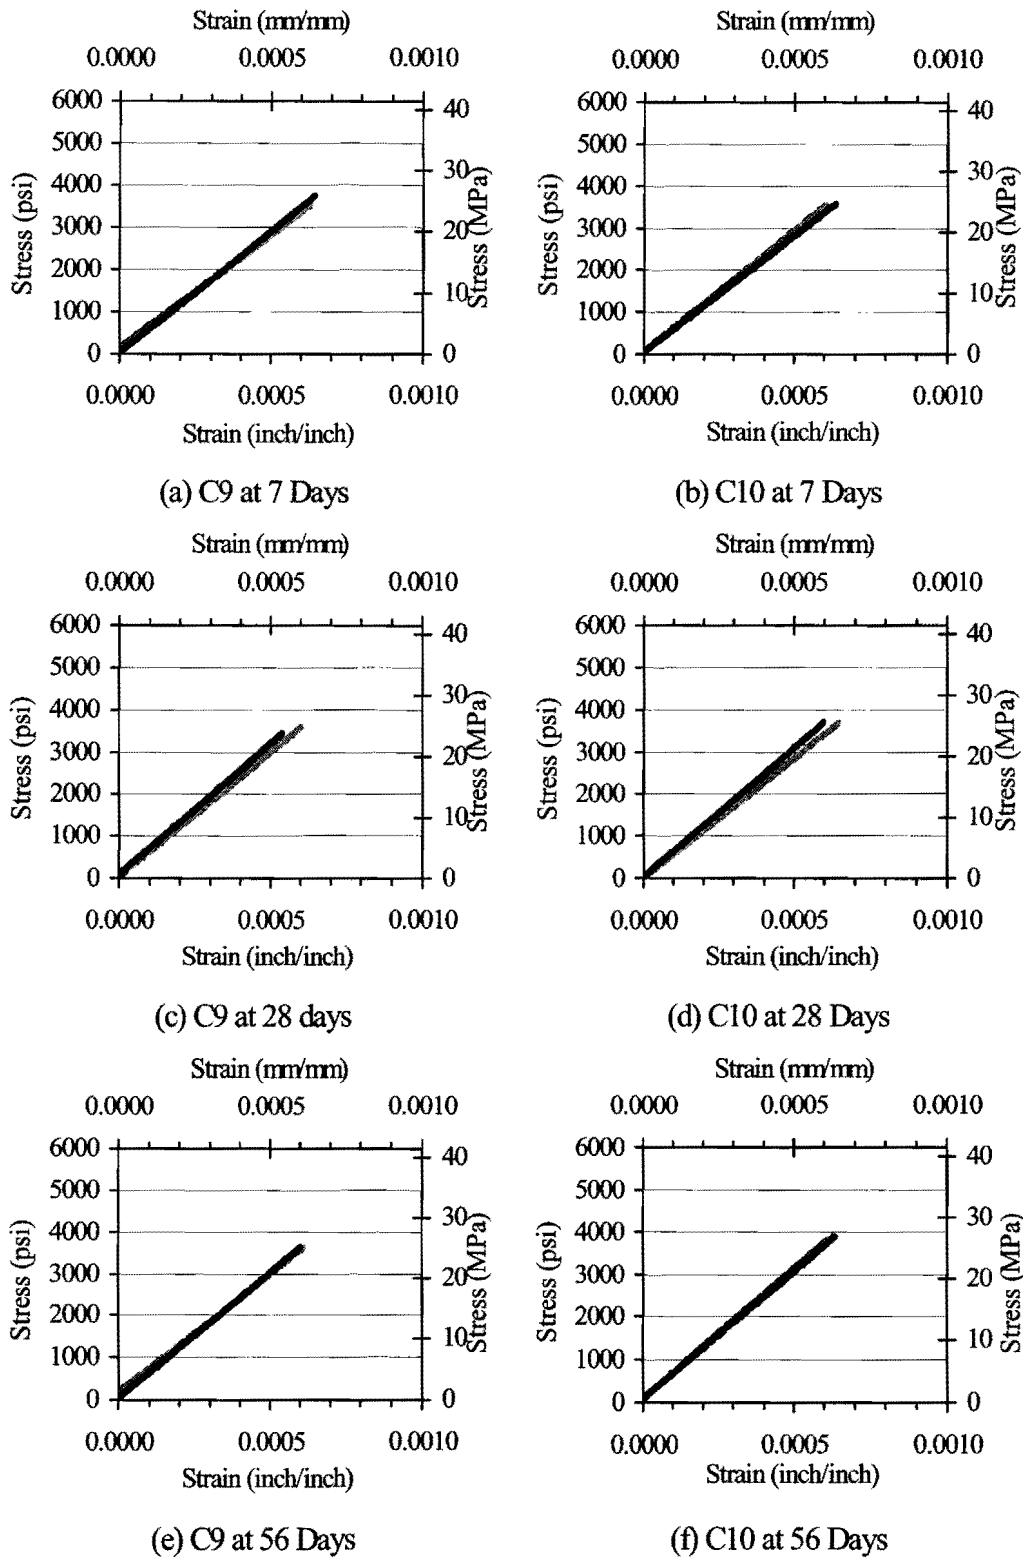 Strain (mm/mm)
0.0000 0.0005 0.0010
6000
5000
4000
3000
2000
1000
0
Stress (psi)
40
30
20
10
0
Stress (MPa)
0.0000 0.0005 0.0010
Strain (inch/inch)
(a) C9 at 7 Days
Strain (mm/mm)
0.0000 0.0005 0.0010
6000
5000
4000
3000
2000
1000
0
Stress (psi)
40
30
20
10
0
Stress (MPa)
0.0000 0.0005 0.0010
Strain (inch/inch)
(b) C10 at 7 Days
Strain (mm/mm)
0.0000 0.0005 0.0010
6000
5000
4000
3000
2000
1000
0
Stress (psi)
40
30
20
10
0
Stress (MPa)
0.0000 0.0005 0.0010
Strain (inch/inch)
(c) C9 at 28 days
Strain (mm/mm)
0.0000 0.0005 0.0010
6000
5000
4000
3000
2000
1000
0
Stress (psi)
40
30
20
10
0
Stress (MPa)
0.0000 0.0005 0.0010
Strain (inch/inch)
(d) C10 at 28 Days
Strain (mm/mm)
0.0000 0.0005 0.0010
6000
5000
4000
3000
2000
1000
0
Stress (psi)
40
30
20
10
0
Stress (MPa)
0.0000 0.0005 0.0010
Strain (inch/inch)
(e) C9 at 56 Days
Strain (mm/mm)
0.0000 0.0005 0.0010
6000
5000
4000
3000
2000
1000
0
Stress (psi)
40
30
20
10
0
Stress (MPa)
0.0000 0.0005 0.0010
Strain (inch/inch)
(f) C10 at 56 Days